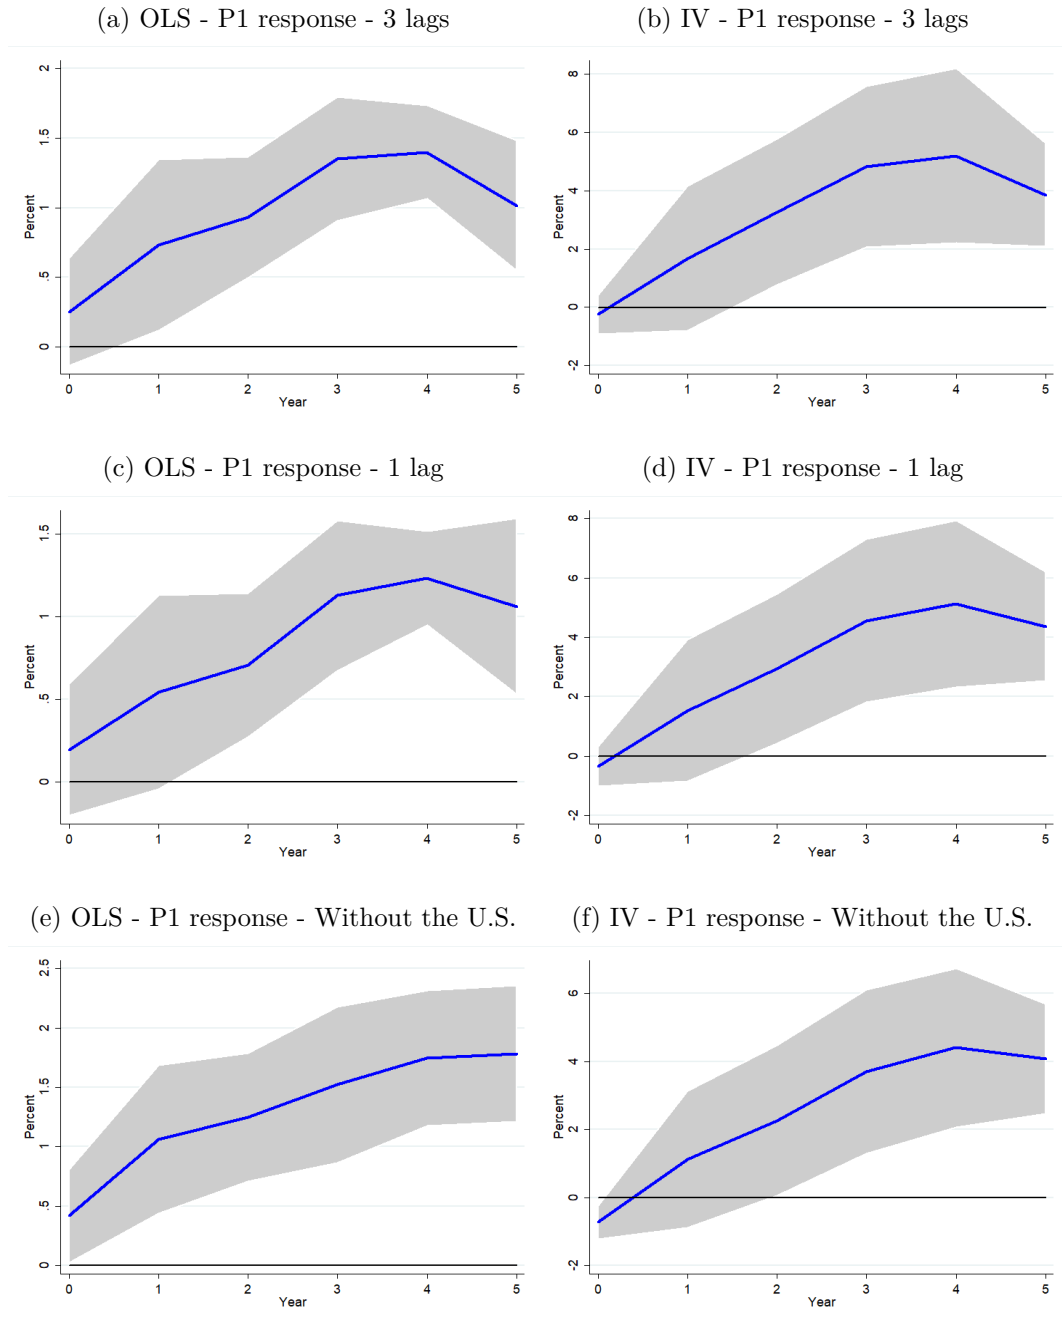 (a) OLS - P1 response - 3 lags
2
1.5
1
.5
0
Percent
0 1 2 3 4 5
Year
(b) IV - P1 response - 3 lags
8
6
4
2
0
-2
Percent
0 1 2 3 4 5
Year
(c) OLS - P1 response - 1 lag
1.5
1
.5
0
Percent
0 1 2 3 4 5
Year
(d) IV - P1 response - 1 lag
8
6
4
2
0
-2
Percent
0 1 2 3 4 5
Year
(e) OLS - P1 response - Without the U.S.
2.5
2
1.5
1
.5
0
Percent
0 1 2 3 4 5
Year
(f) IV - P1 response - Without the U.S.
6
4
2
0
-2
Percent
0 1 2 3 4 5
Year